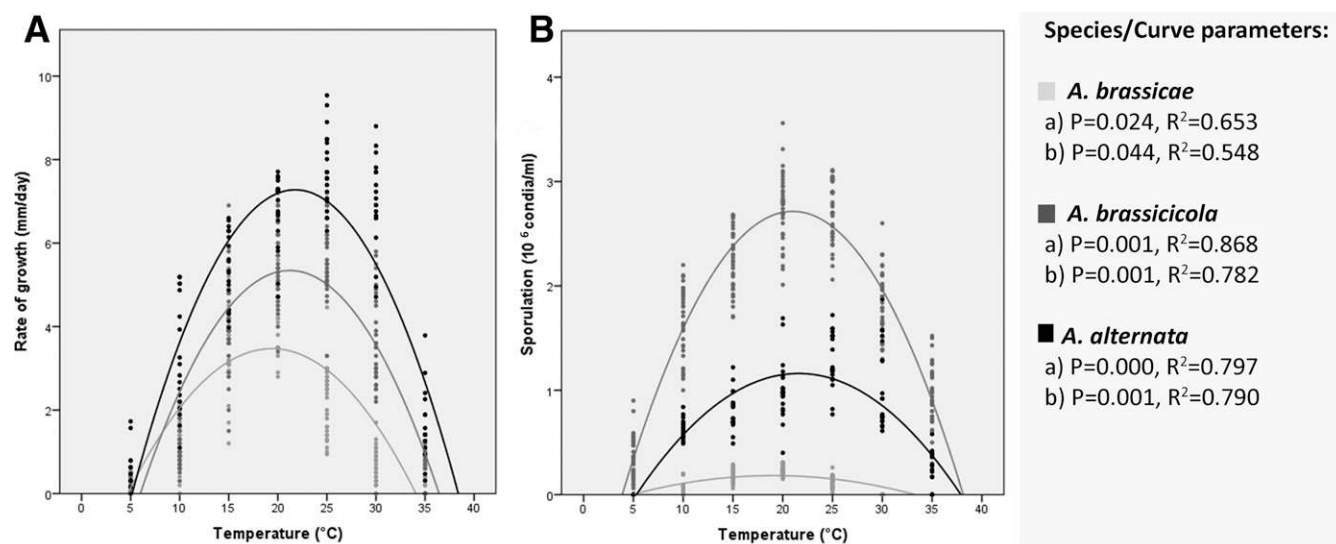 A
Rate of growth (mm/day)
10
8
6
4
2
0
0 5 10 15 20 25 30 35 40
Temperature (°C)
B
Sporulation (10 6 condia/ml)
4
3
2
1
0
0 5 10 15 20 25 30 35 40
Temperature (°C)
Species/Curve parameters:
A. brassicae
a) P=0.024, R²=0.653
b) P=0.044, R²=0.548
A. brassicicola
a) P=0.001, R²=0.868
b) P=0.001, R²=0.782
A. alternata
a) P=0.000, R²=0.797
b) P=0.001, R²=0.790